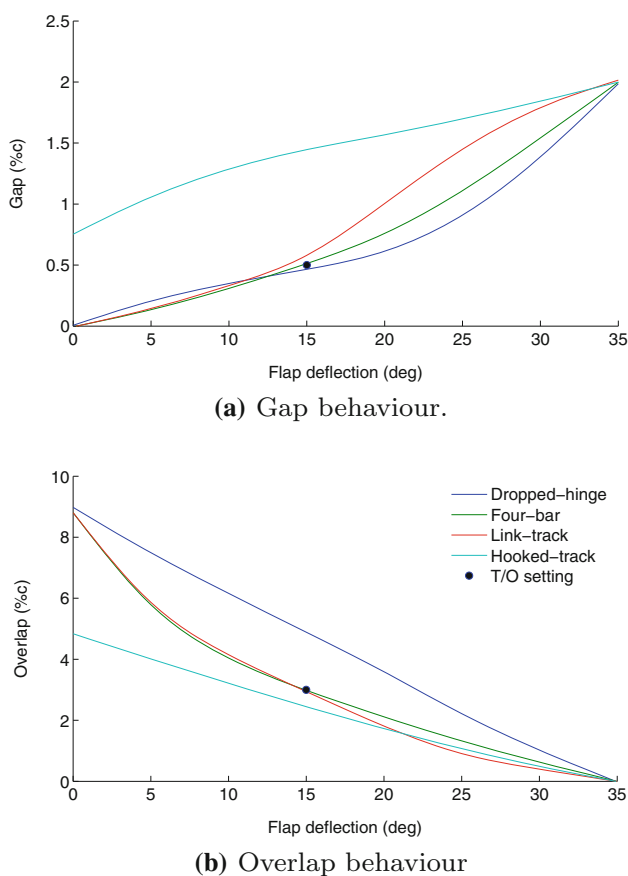 2.5
2
1.5
1
0.5
0
Gap (%c)
0 5 10 15 20 25 30 35
Flap deflection (deg)
(a) Gap behaviour.
10
8
6
4
2
0
Overlap (%c)
Dropped−hinge
Four−bar
Link−track
Hooked−track
T/O setting
0 5 10 15 20 25 30 35
Flap deflection (deg)
(b) Overlap behaviour